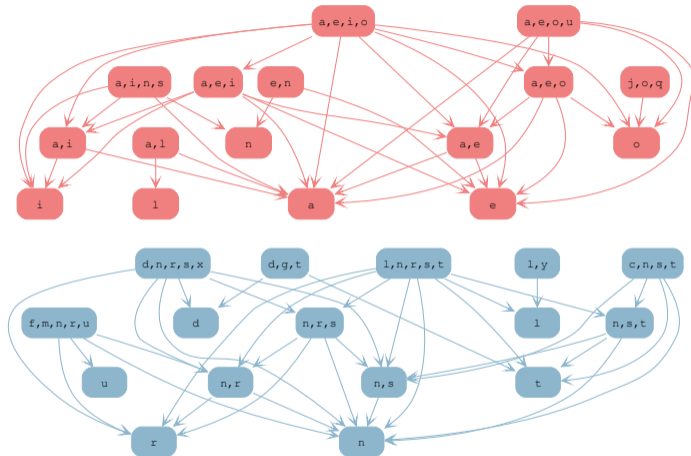 a,e,i,o
a,e,o,u
a,i,n,s
a,e,i
e,n
a,e,o
j,o,q
a,i
a,l
n
a,e
o
i
l
a
e
d,n,r,s,x
d,g,t
l,n,r,s,t
l,y
c,n,s,t
f,m,n,r,u
d
n,r,s
l
n,s,t
u
n,r
n,s
t
r
n